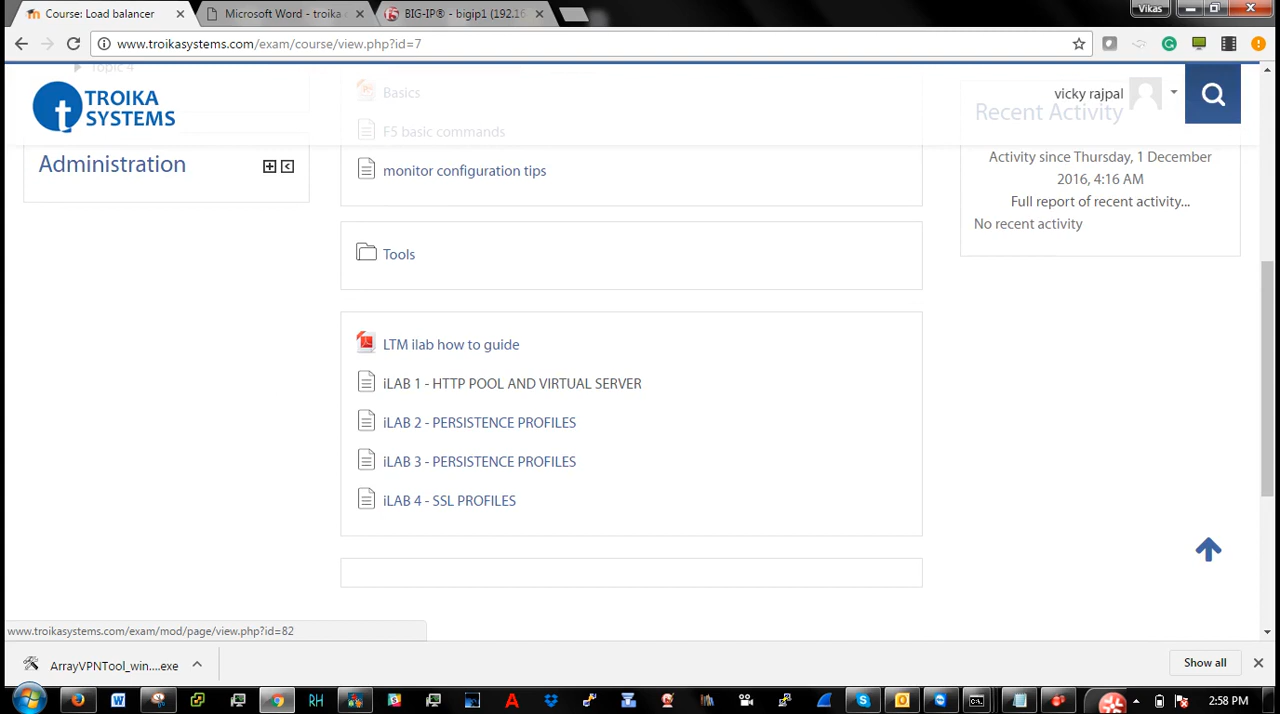 Course: Load balancer
Microsoft Word - troika
BIG-IP® - bigip1 (192.16
Vikas
www.troikasystems.com/exam/course/view.php?id=7
Topic 4
TROIKA
SYSTEMS
vicky rajpal
Basics
Recent Activity
F5 basic commands
Administration
monitor configuration tips
Activity since Thursday, 1 December
2016, 4:16 AM
Full report of recent activity...
No recent activity
Tools
LTM ilab how to guide
iLAB 1 - HTTP POOL AND VIRTUAL SERVER
iLAB 2 - PERSISTENCE PROFILES
iLAB 3 - PERSISTENCE PROFILES
iLAB 4 - SSL PROFILES
www.troikasystems.com/exam/mod/page/view.php?id=82
ArrayVPNTool_win....exe
Show all
RH
2:58 PM